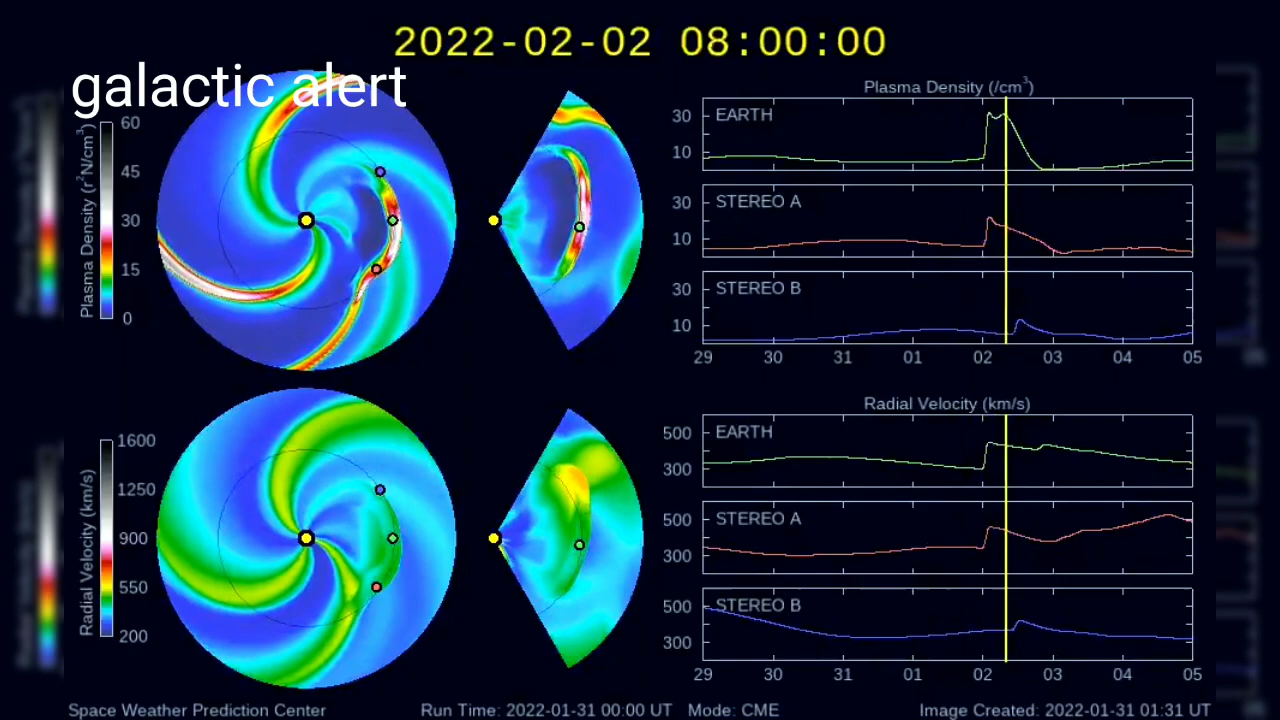 2022-02-02 08:00:00
galactic alert
Plasma Density (r²N/cm³)
60
45
30
15
0
Plasma Density (/cm³)
EARTH
30
10
STEREO A
30
10
STEREO B
30
10
29 30 31 01 02 03 04 05
Radial Velocity (km/s)
1600
1250
900
550
200
Radial Velocity (km/s)
EARTH
500
300
STEREO A
500
300
STEREO B
500
300
29 30 31 01 02 03 04 05
Space Weather Prediction Center Run Time: 2022-01-31 00:00 UT Mode: CME Image Created: 2022-01-31 01:31 UT